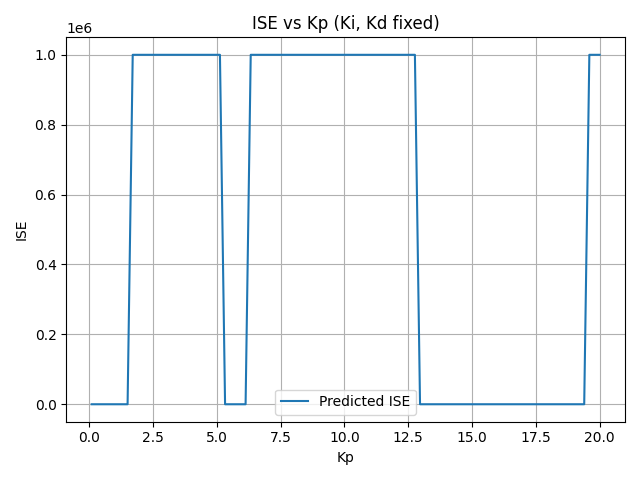 ISE vs Kp (Ki, Kd fixed)
1e6
1.0
0.8
0.6
0.4
0.2
0.0
ISE
Predicted ISE
0.0 2.5 5.0 7.5 10.0 12.5 15.0 17.5 20.0
Kp